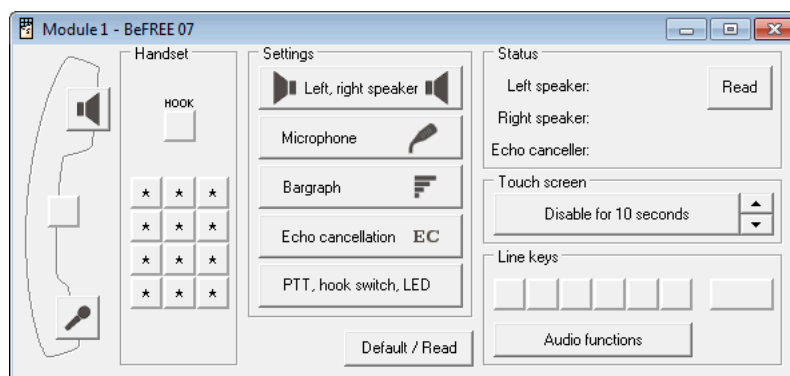 Module 1 - BeFREE 07
Handset
HOOK
* * *
* * *
* * *
* * *
Settings
Left, right speaker
Microphone
Bargraph
Echo cancellation EC
PTT, hook switch, LED
Default / Read
Status
Left speaker:
Read
Right speaker:
Echo canceller:
Touch screen
Disable for 10 seconds
Line keys
Audio functions